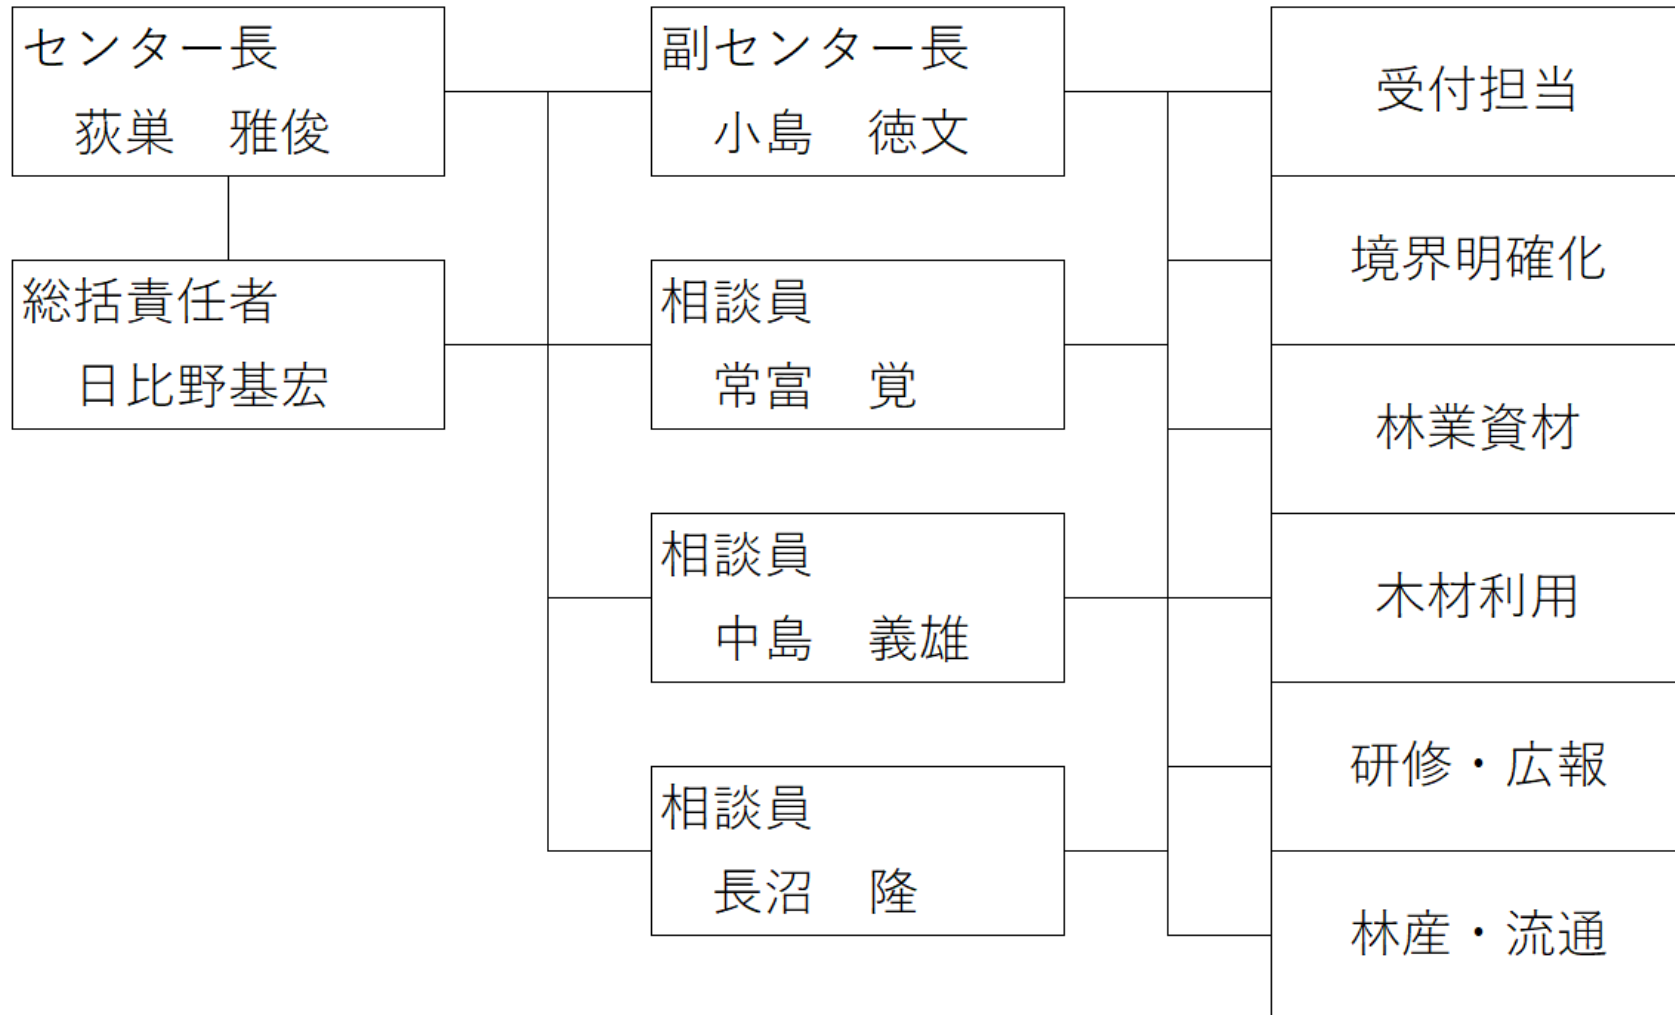 センター長
荻巣　雅俊
総括責任者
日比野基宏
副センター長
小島　徳文
相談員
常富　覚
相談員
中島　義雄
相談員
長沼　隆
受付担当
境界明確化
林業資材
木材利用
研修・広報
林産・流通